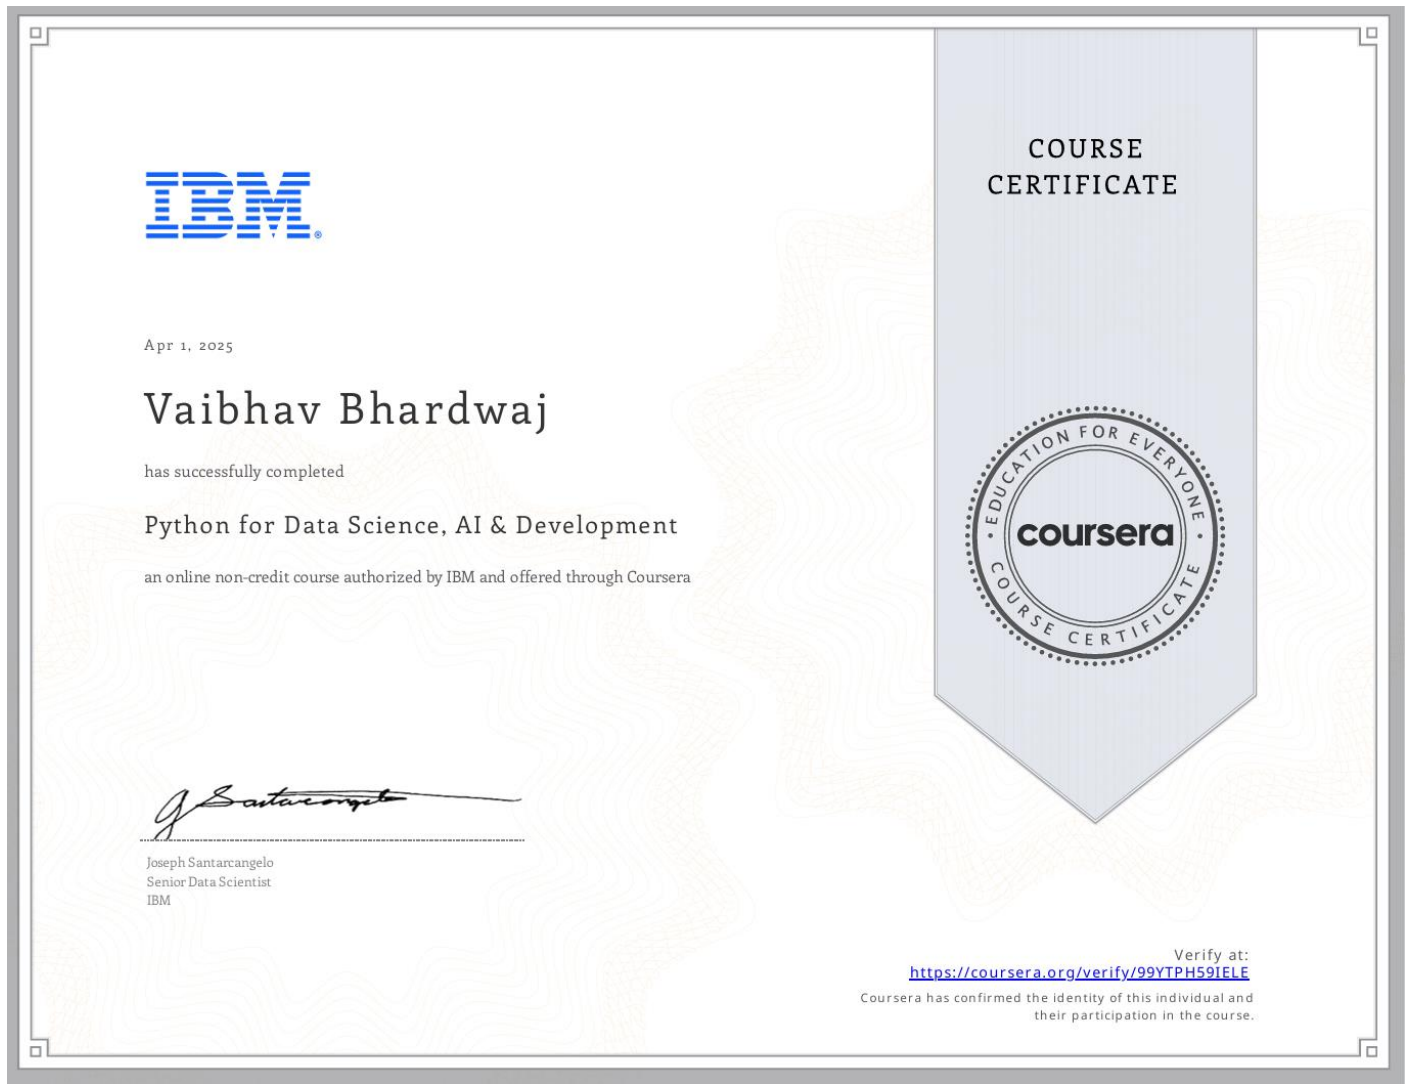 COURSE
CERTIFICATE
IBM®
Apr 1, 2025
Vaibhav Bhardwaj
has successfully completed
Python for Data Science, AI & Development
an online non-credit course authorized by IBM and offered through Coursera
EDUCATION FOR EVERYONE
coursera
COURSE CERTIFICATE
J Santarcangelo
Joseph Santarcangelo
Senior Data Scientist
IBM
Verify at:
https://coursera.org/verify/99YTPH59IELE
Coursera has confirmed the identity of this individual and
their participation in the course.